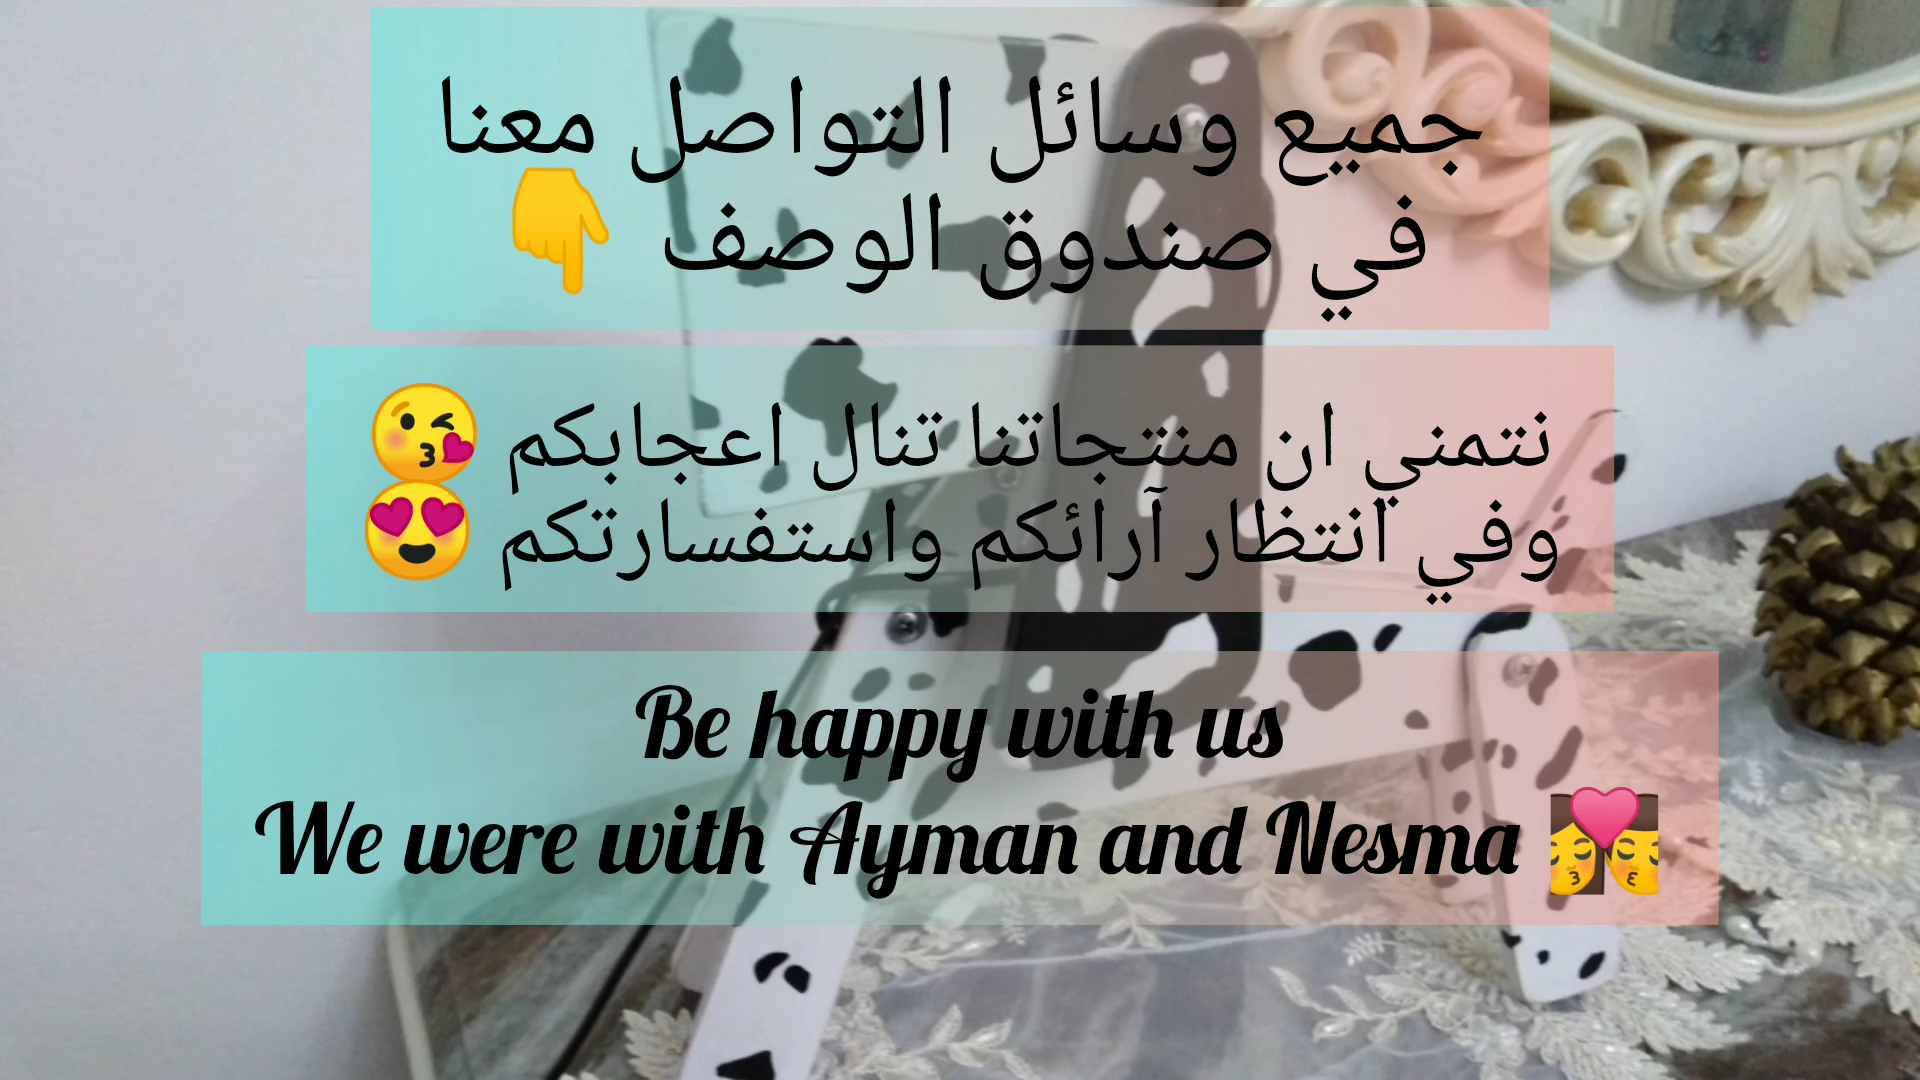 جميع وسائل التواصل معنا
في صندوق الوصف 👇
نتمني ان منتجاتنا تنال اعجابكم 😘
وفي انتظار آرائكم واستفسارتكم 😍
Be happy with us
We were with Ayman and Nesma 👩‍❤️‍💋‍👩